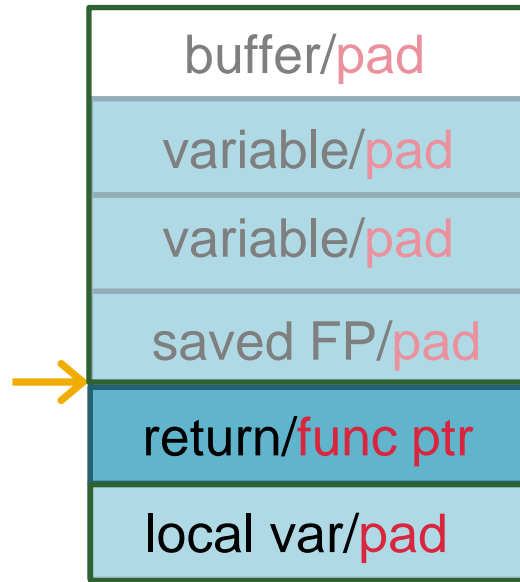 buffer/pad
variable/pad
variable/pad
saved FP/pad
return/func ptr
local var/pad